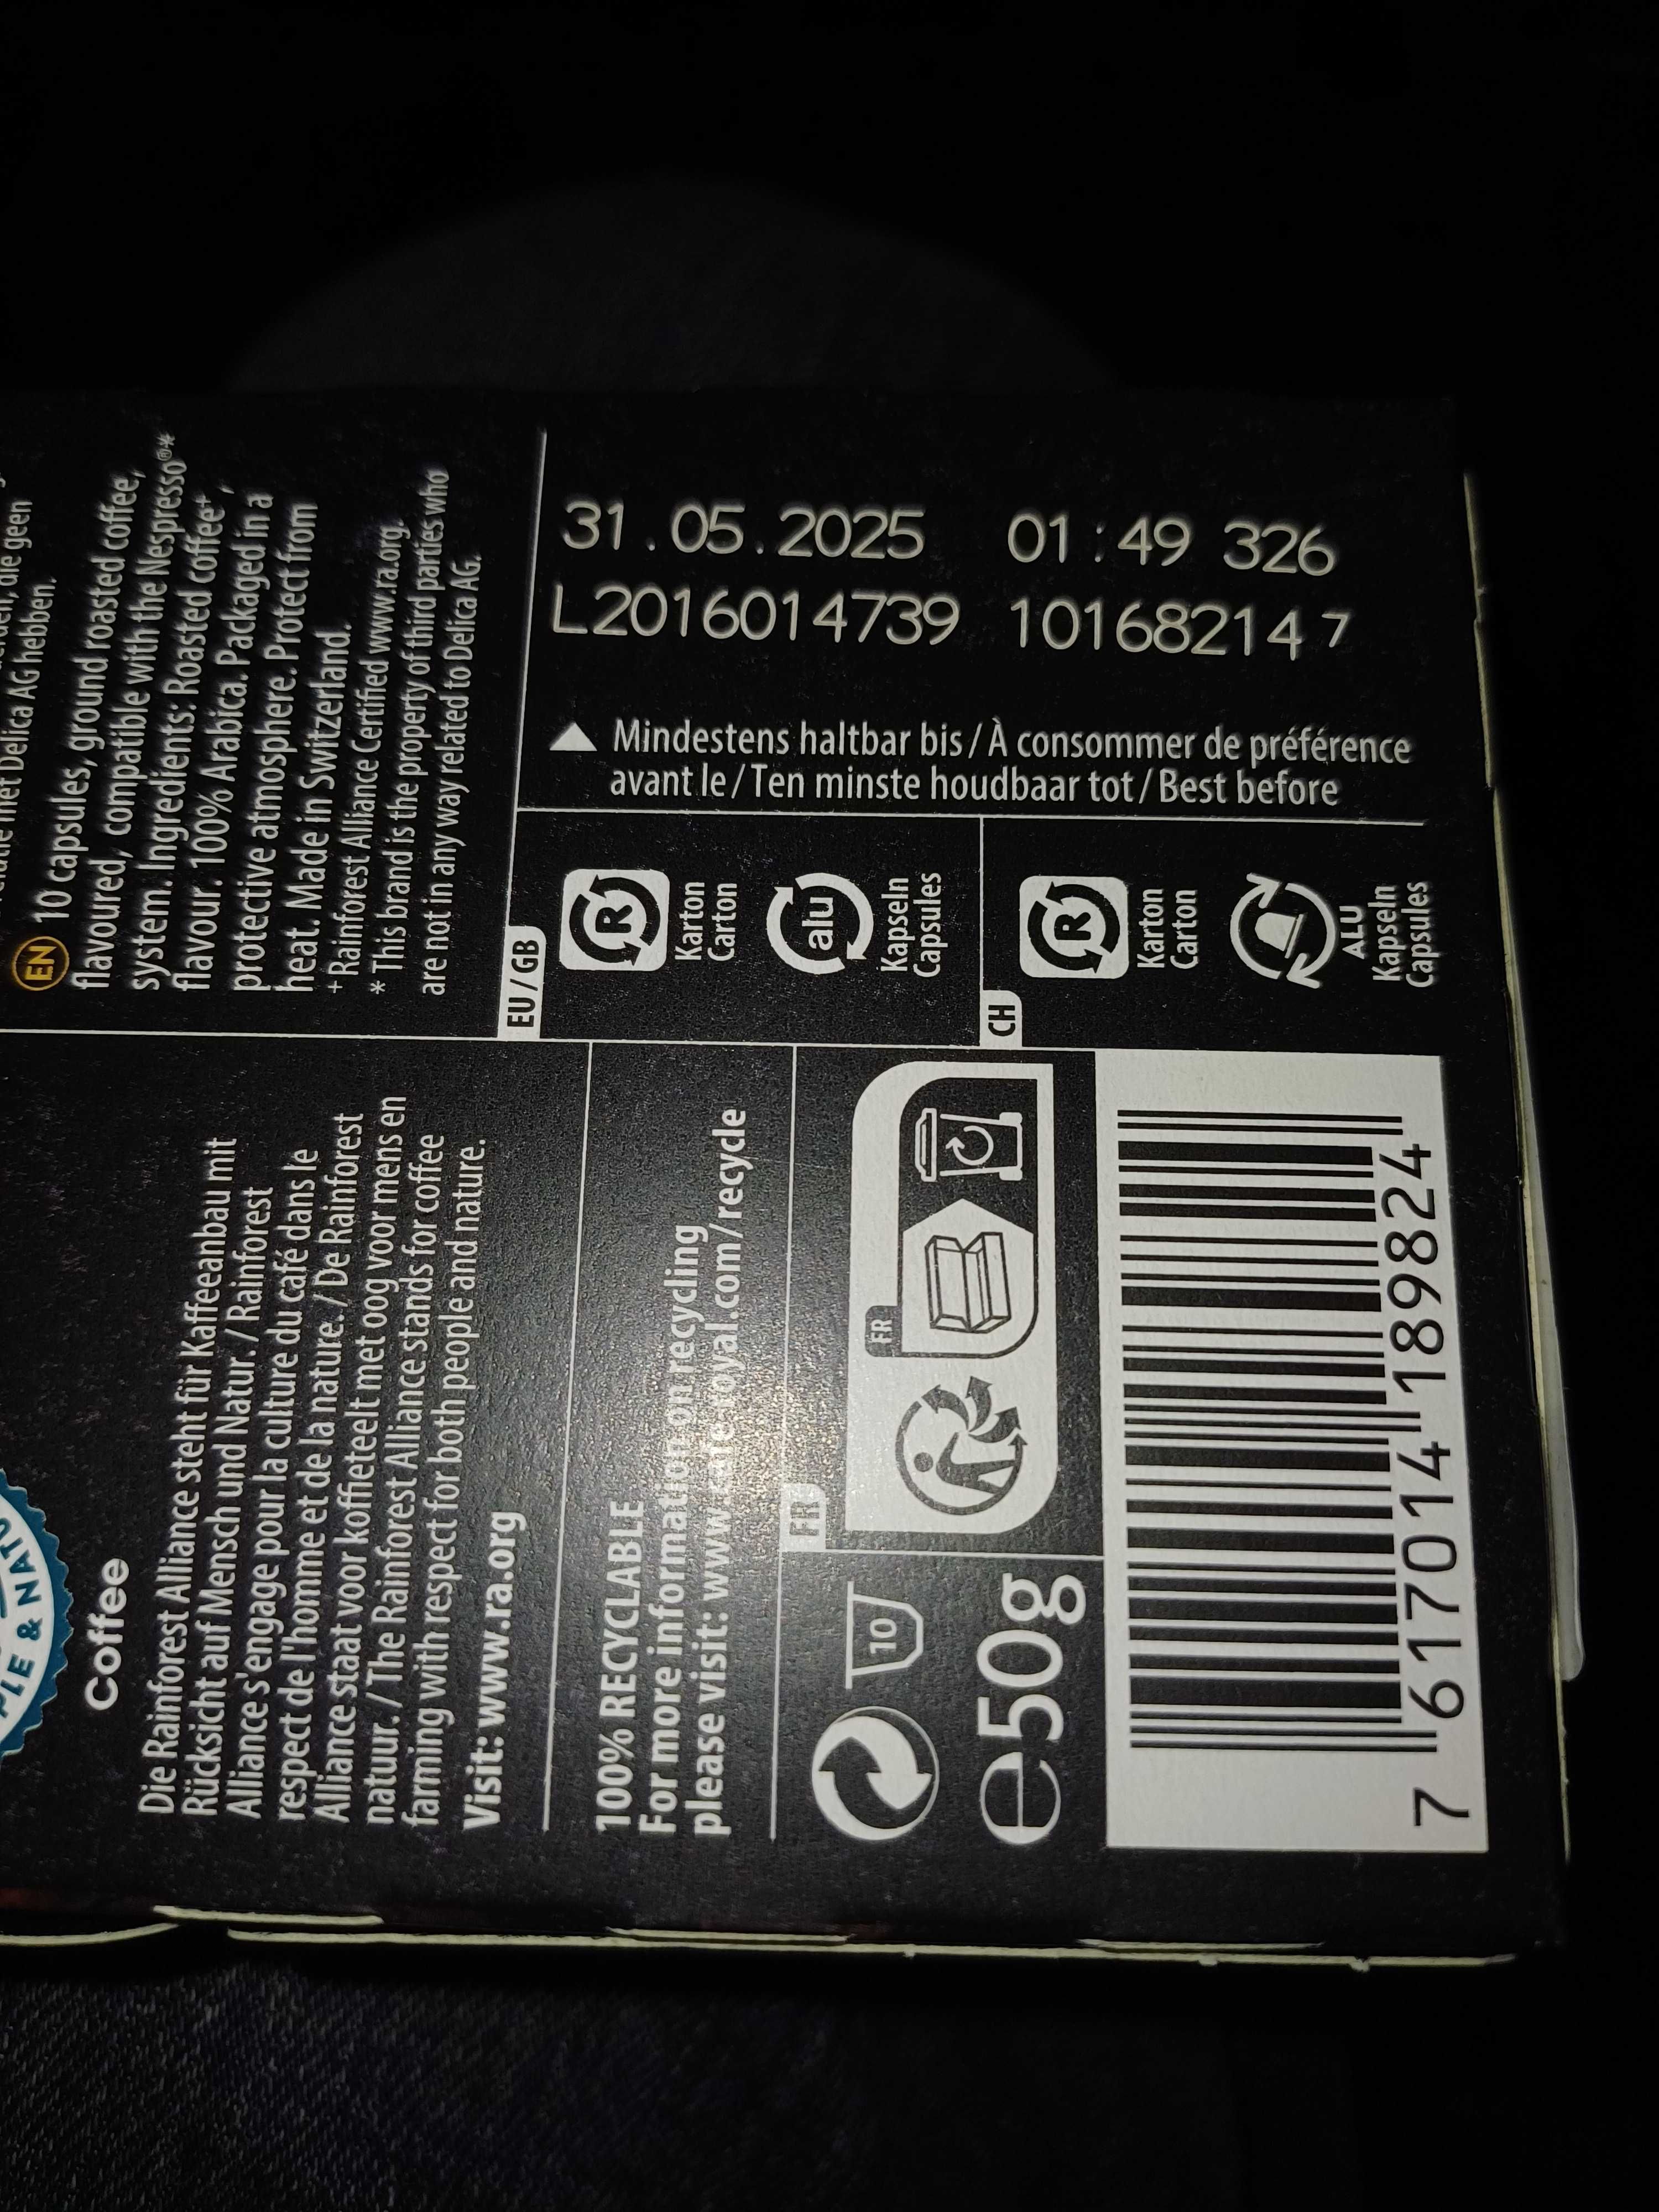 die geen
met Delica AG hebben.
EN 10 capsules, ground roasted coffee,
flavoured, compatible with the Nespresso®*
system. Ingredients: Roasted coffee+,
flavour. 100% Arabica. Packaged in a
protective atmosphere. Protect from
heat. Made in Switzerland.
+ Rainforest Alliance Certified www.ra.org.
* This brand is the property of third parties who
are not in any way related to Delica AG.
31.05.2025 01:49 326
L2016014739 101682147
Mindestens haltbar bis / À consommer de préférence
avant le / Ten minste houdbaar tot / Best before
EU / GB
R
Karton
Carton
alu
Kapseln
Capsules
CH
R
Karton
Carton
ALU
Kapseln
Capsules
PLE & NATU
Coffee
Die Rainforest Alliance steht für Kaffeeanbau mit
Rücksicht auf Mensch und Natur. / Rainforest
Alliance s'engage pour la culture du café dans le
respect de l'homme et de la nature. / De Rainforest
Alliance staat voor koffieteelt met oog voor mens en
natuur. / The Rainforest Alliance stands for coffee
farming with respect for both people and nature.
Visit: www.ra.org
100% RECYCLABLE
For more information on recycling
please visit: www.cafe-royal.com/recycle
10
e50g
FR
FR
7 617014 189824